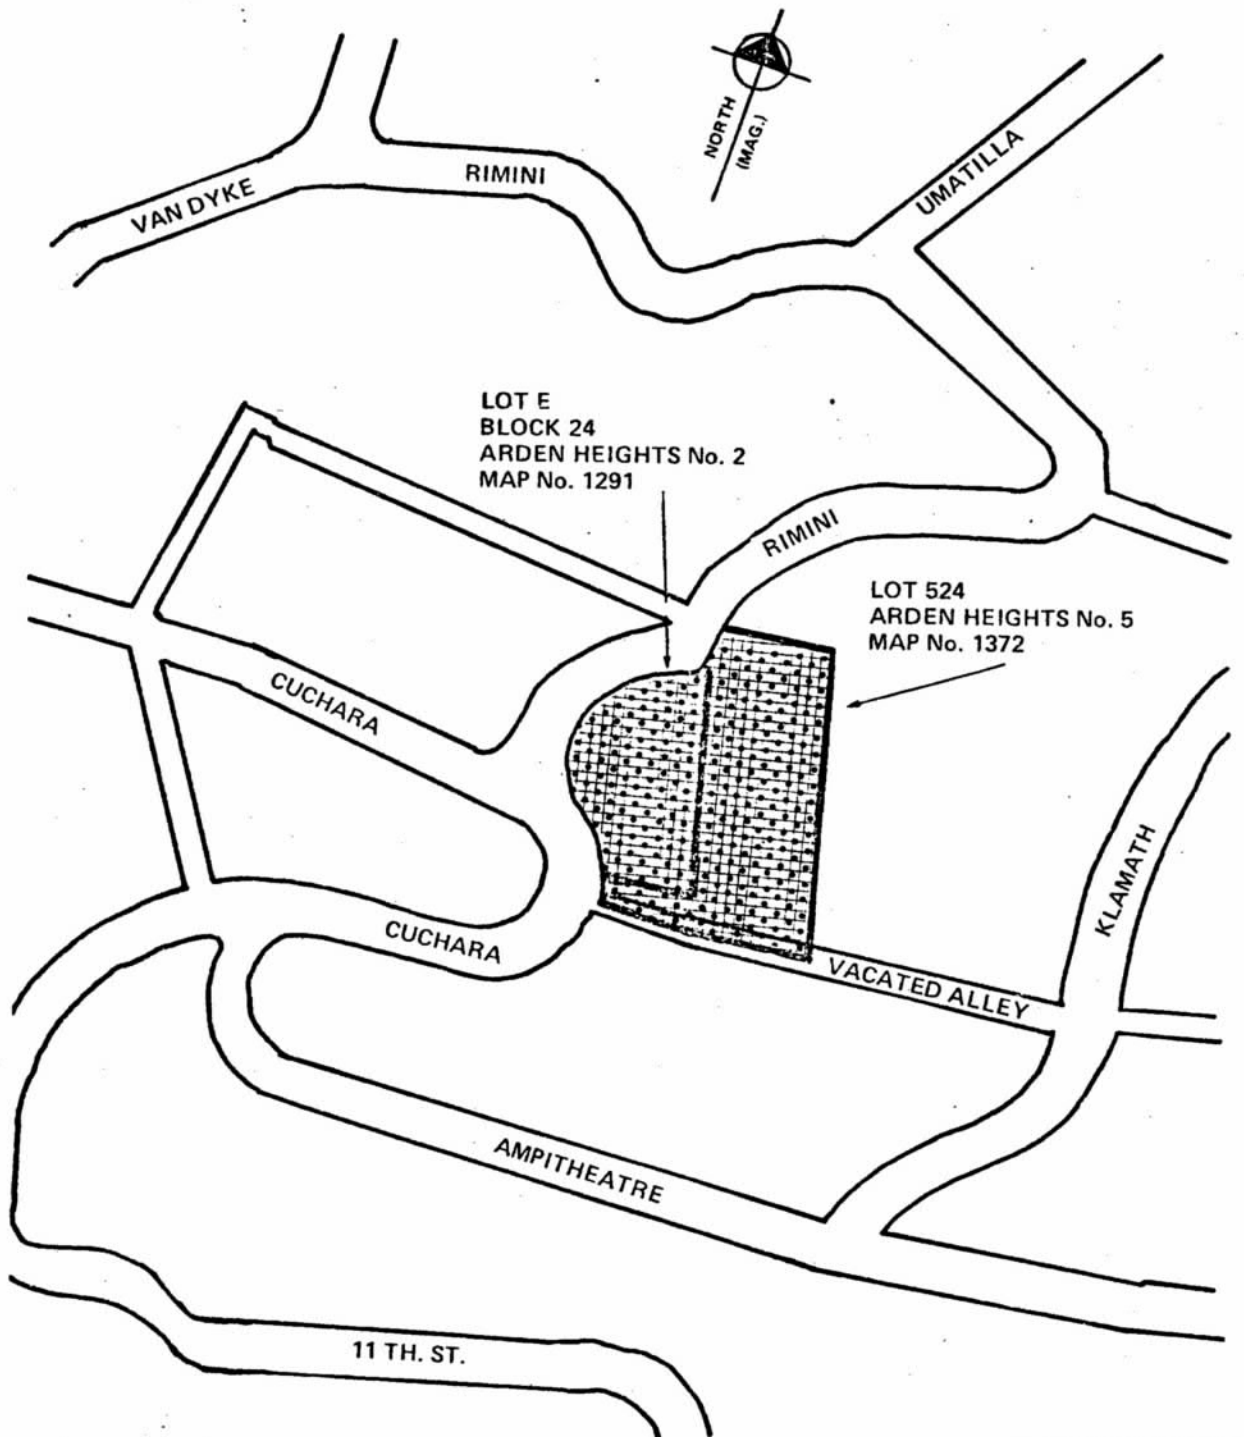 NORTH
(MAG.)
RIMINI
VAN DYKE
UMATILLA
LOT E
BLOCK 24
ARDEN HEIGHTS No. 2
MAP No. 1291
RIMINI
LOT 524
ARDEN HEIGHTS No. 5
MAP No. 1372
CUCHARA
KLAMATH
CUCHARA
VACATED ALLEY
AMPITHEATRE
11 TH. ST.